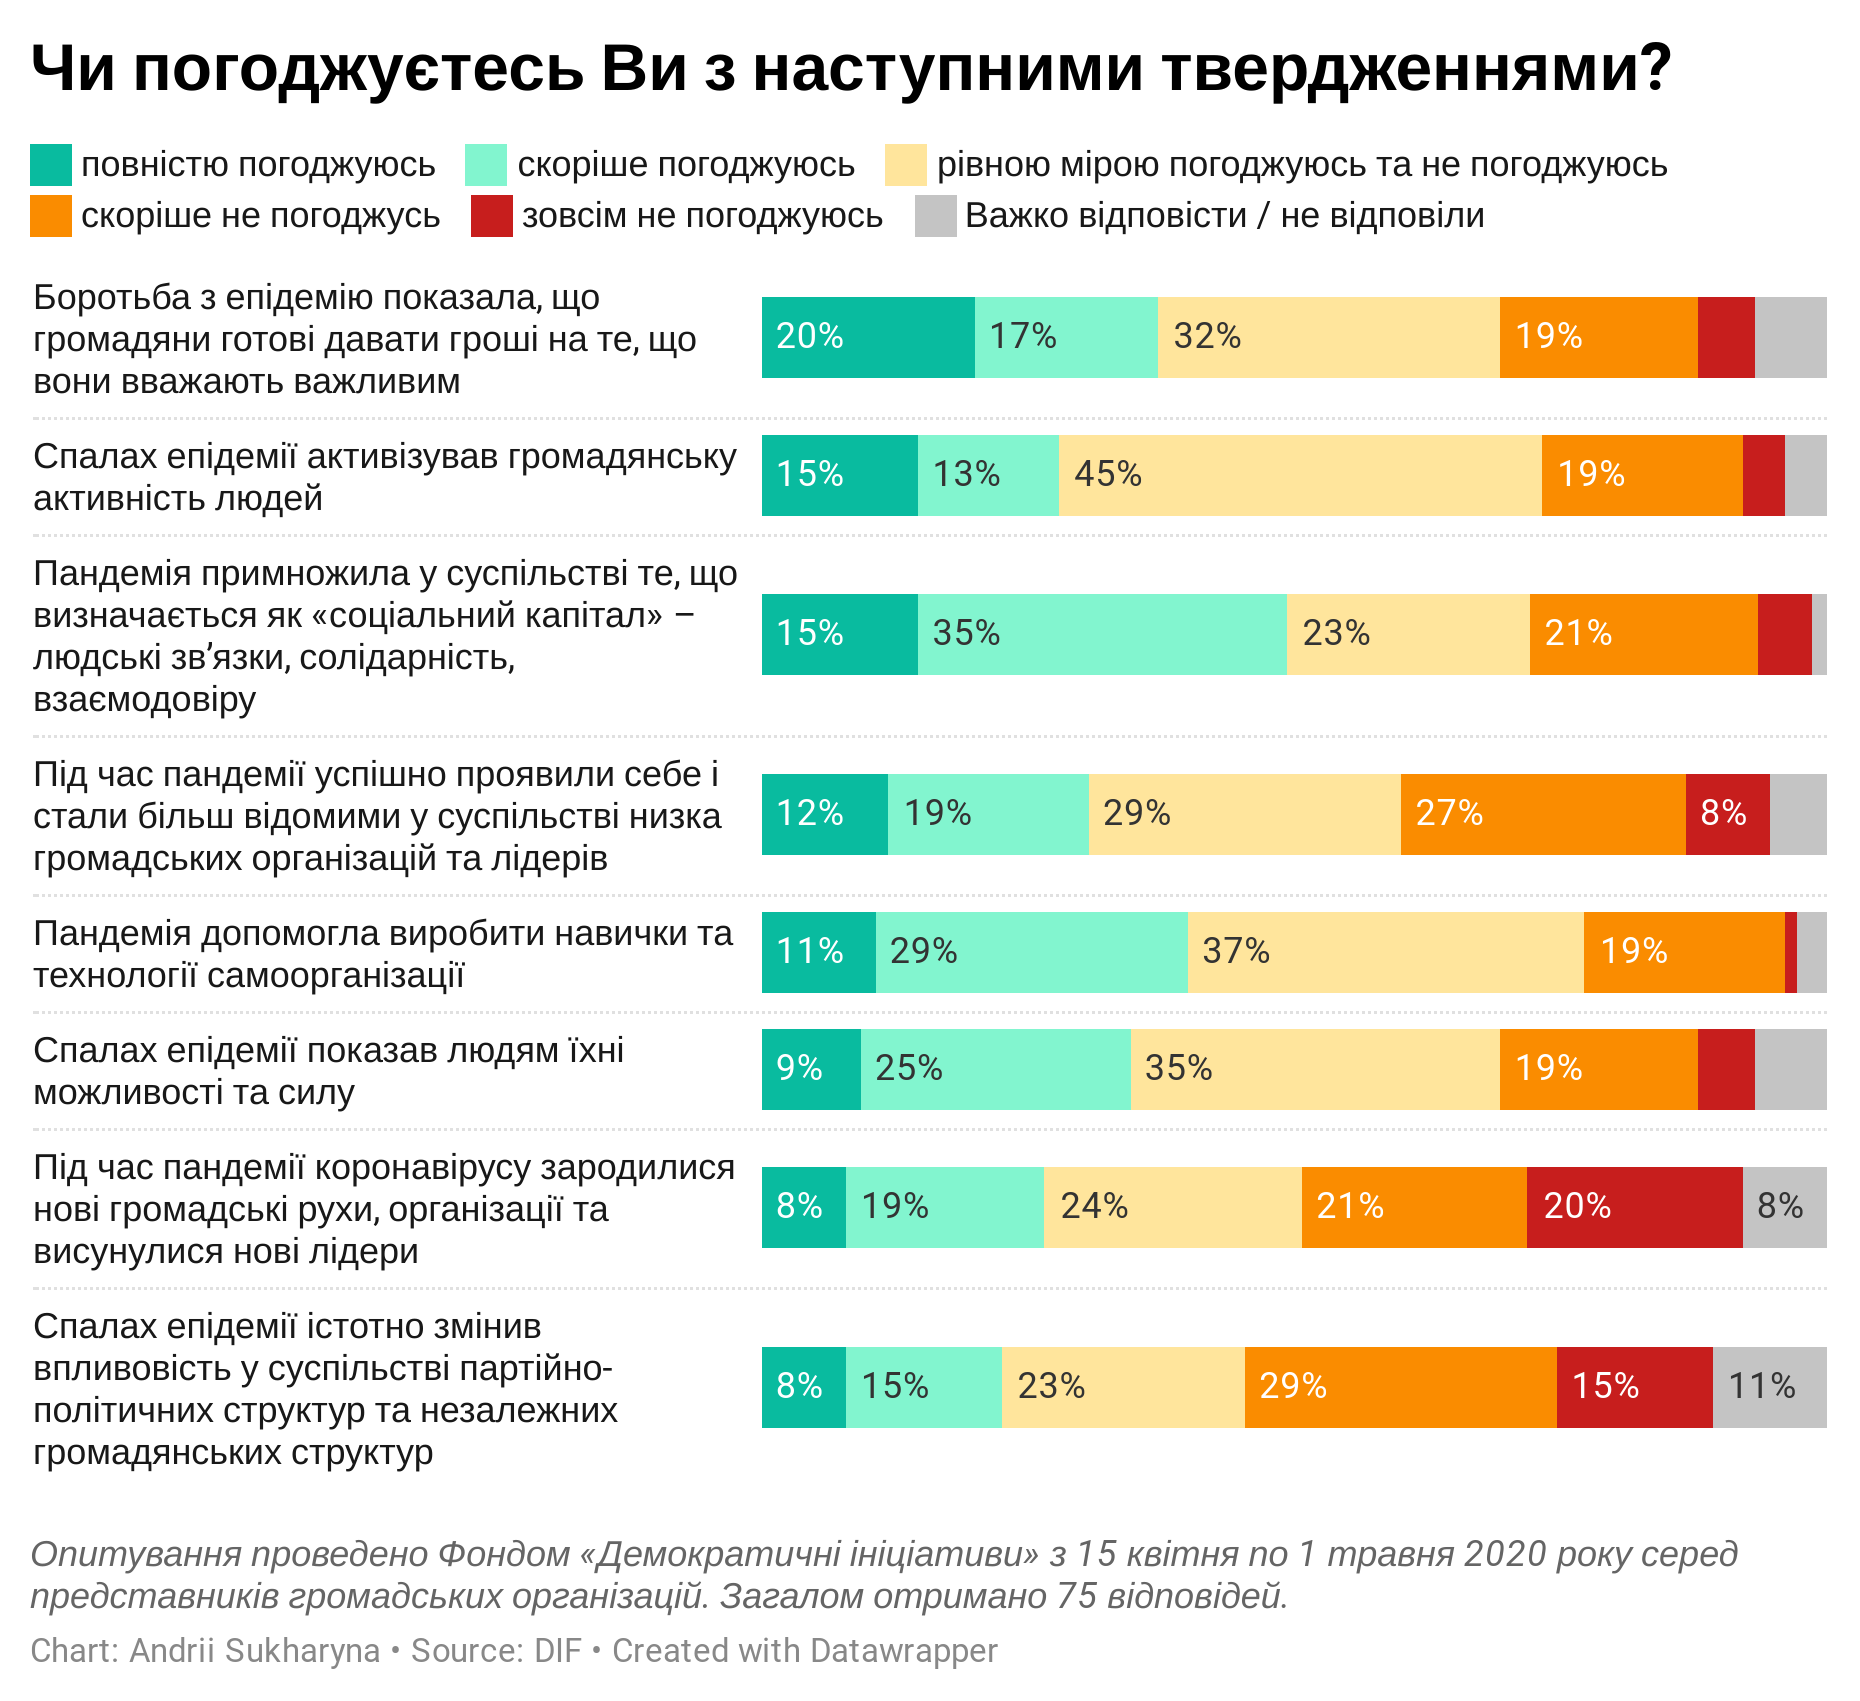 Чи погоджуєтесь Ви з наступними твердженнями?
повністю погоджуюсь скоріше погоджуюсь рівною мірою погоджуюсь та не погоджуюсь
скоріше не погоджусь зовсім не погоджуюсь Важко відповісти / не відповіли
Боротьба з епідемію показала, що
громадяни готові давати гроші на те, що
вони вважають важливим
20% 17% 32% 19%
Спалах епідемії активізував громадянську
активність людей
15% 13% 45% 19%
Пандемія примножила у суспільстві те, що
визначається як «соціальний капітал» –
людські зв’язки, солідарність,
взаємодовіру
15% 35% 23% 21%
Під час пандемії успішно проявили себе і
стали більш відомими у суспільстві низка
громадських організацій та лідерів
12% 19% 29% 27% 8%
Пандемія допомогла виробити навички та
технології самоорганізації
11% 29% 37% 19%
Спалах епідемії показав людям їхні
можливості та силу
9% 25% 35% 19%
Під час пандемії коронавірусу зародилися
нові громадські рухи, організації та
висунулися нові лідери
8% 19% 24% 21% 20% 8%
Спалах епідемії істотно змінив
впливовість у суспільстві партійно-
політичних структур та незалежних
громадянських структур
8% 15% 23% 29% 15% 11%
Опитування проведено Фондом «Демократичні ініціативи» з 15 квітня по 1 травня 2020 року серед
представників громадських організацій. Загалом отримано 75 відповідей.
Chart: Andrii Sukharyna • Source: DIF • Created with Datawrapper